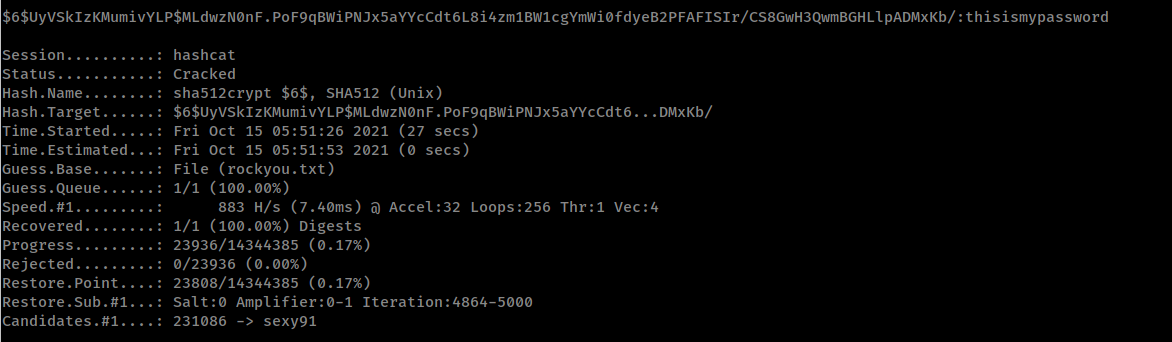 $6$UyVSkIzKMumivYLP$MLdwzN0nF.PoF9qBWiPNJx5aYYcCdt6L8i4zm1BW1cgYmWi0fdyeB2PFAFISIr/CS8GwH3QwmBGHLlpADMxKb/:thisismypassword
Session..........: hashcat
Status...........: Cracked
Hash.Name........: sha512crypt $6$, SHA512 (Unix)
Hash.Target......: $6$UyVSkIzKMumivYLP$MLdwzN0nF.PoF9qBWiPNJx5aYYcCdt6...DMxKb/
Time.Started.....: Fri Oct 15 05:51:26 2021 (27 secs)
Time.Estimated...: Fri Oct 15 05:51:53 2021 (0 secs)
Guess.Base.......: File (rockyou.txt)
Guess.Queue......: 1/1 (100.00%)
Speed.#1.........:      883 H/s (7.40ms) @ Accel:32 Loops:256 Thr:1 Vec:4
Recovered........: 1/1 (100.00%) Digests
Progress.........: 23936/14344385 (0.17%)
Rejected.........: 0/23936 (0.00%)
Restore.Point....: 23808/14344385 (0.17%)
Restore.Sub.#1...: Salt:0 Amplifier:0-1 Iteration:4864-5000
Candidates.#1....: 231086 -> sexy91